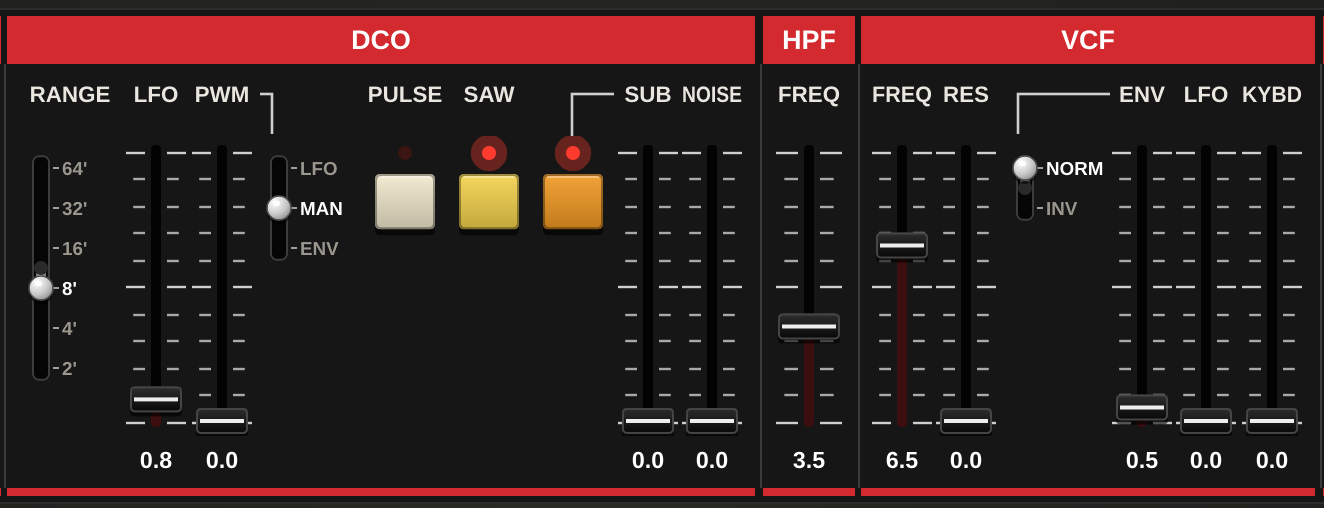 DCO HPF VCF
RANGE LFO PWM PULSE SAW SUB NOISE FREQ FREQ RES ENV LFO KYBD
64' LFO NORM
32' MAN INV
16' ENV
8'
4'
2'
0.8 0.0 0.0 0.0 3.5 6.5 0.0 0.5 0.0 0.0